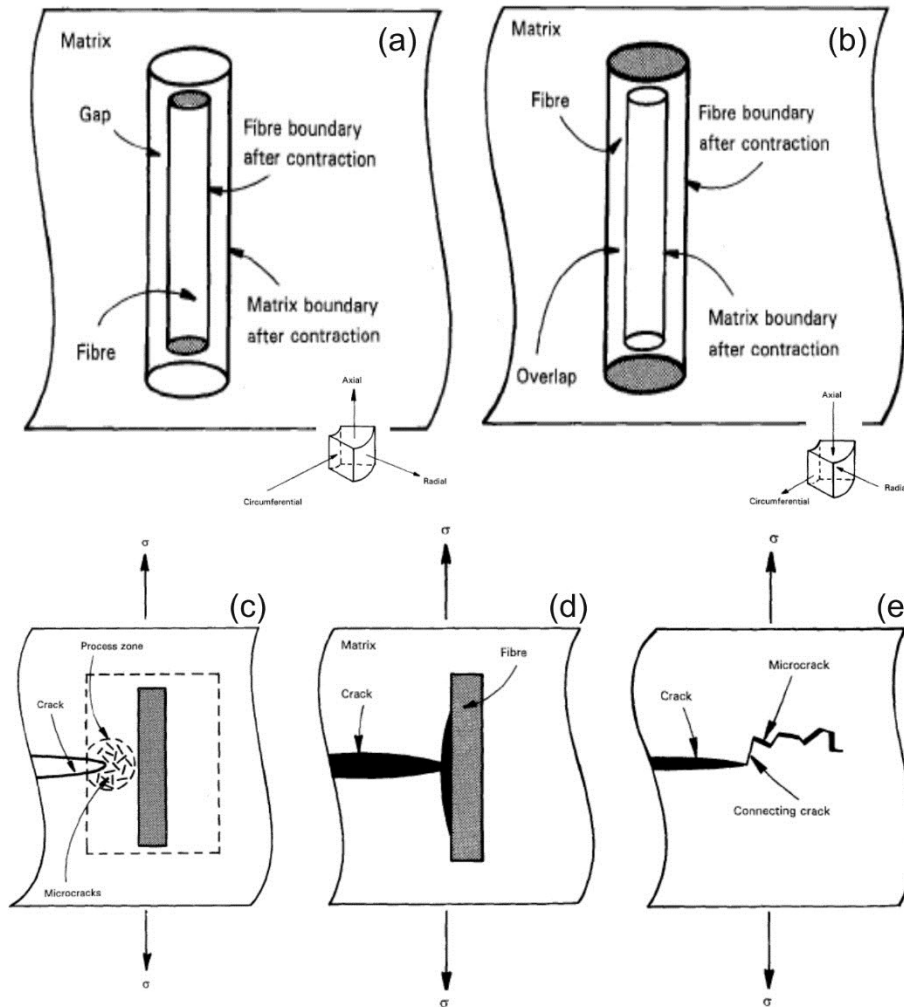 (a)
Matrix
Gap
Fibre boundary
after contraction
Matrix boundary
after contraction
Fibre
Axial
Circumferential
Radial
(b)
Matrix
Fibre
Fibre boundary
after contraction
Matrix boundary
after contraction
Overlap
Axial
Circumferential
Radial
(c)
σ
Process zone
Crack
Microcracks
σ
(d)
σ
Matrix
Fibre
Crack
σ
(e)
σ
Microcrack
Crack
Connecting crack
σ